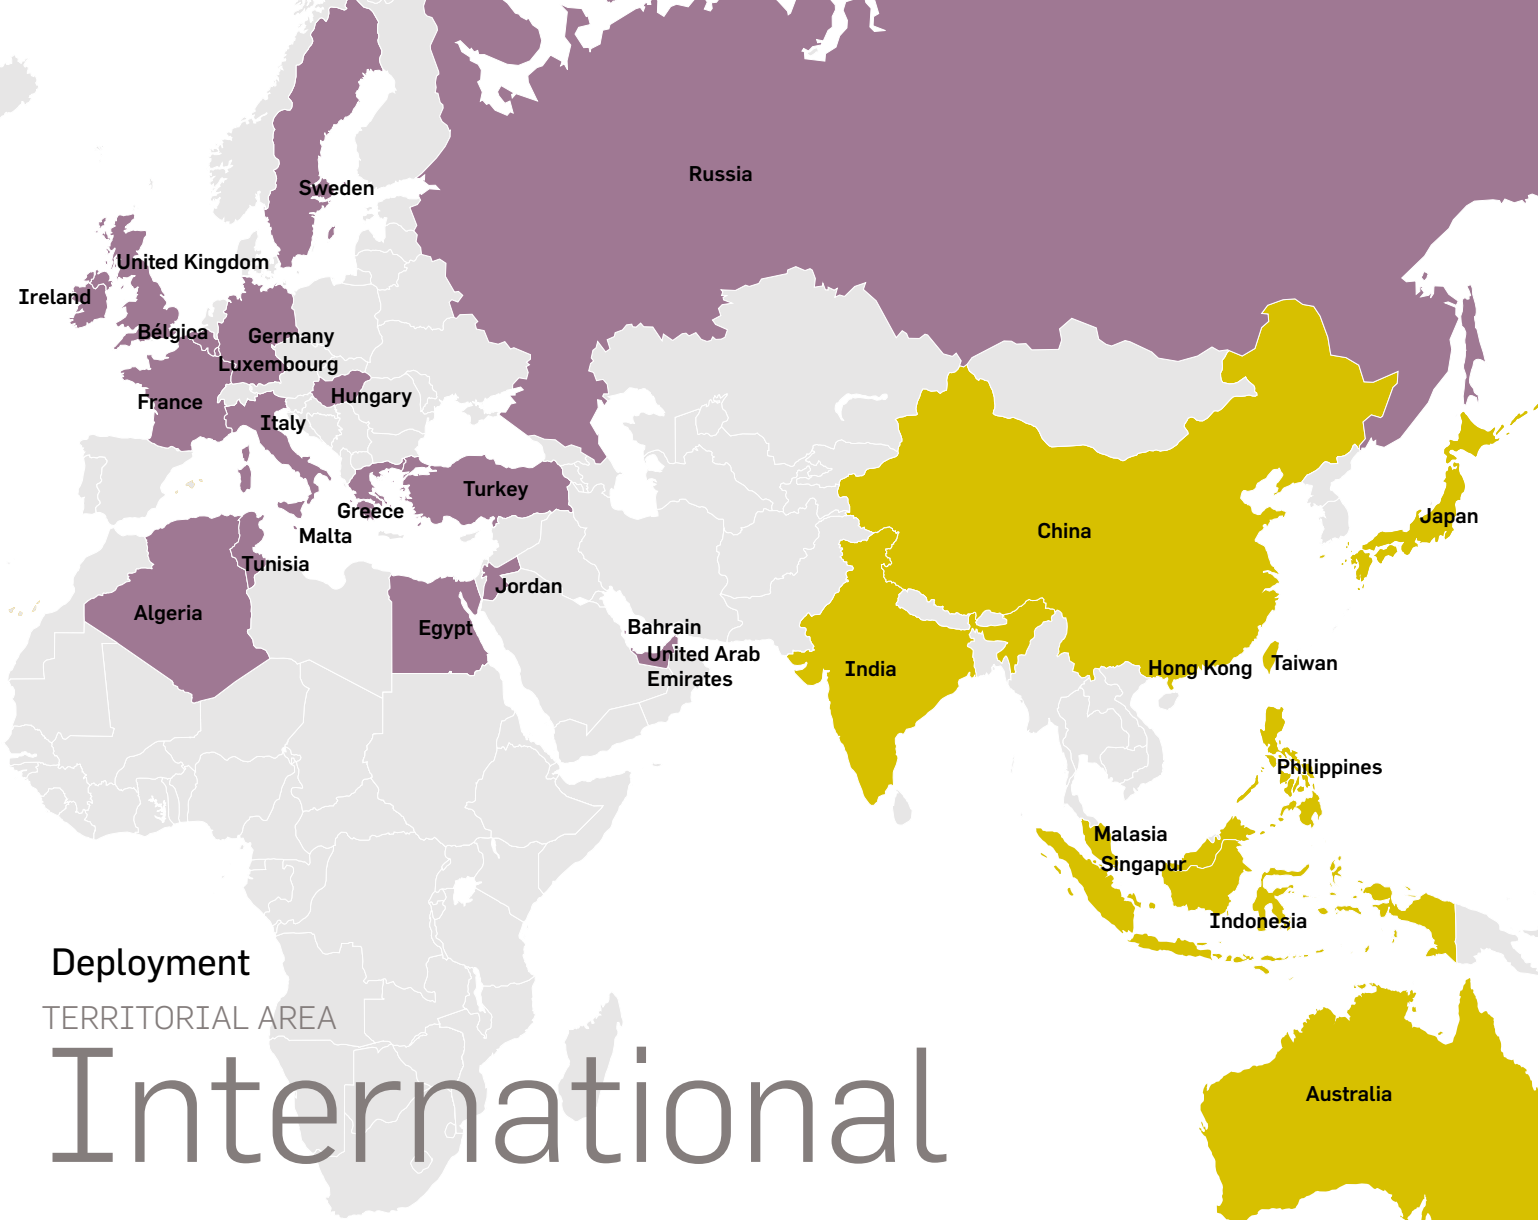 Russia
Sweden
United Kingdom
Ireland
Bélgica
Germany
Luxembourg
France
Hungary
Italy
Turkey
Greece
Malta
Tunisia
Jordan
Algeria
Egypt
Bahrain
United Arab
Emirates
India
China
Japan
Hong Kong
Taiwan
Philippines
Malasia
Singapur
Indonesia
Australia
Deployment
TERRITORIAL AREA
International